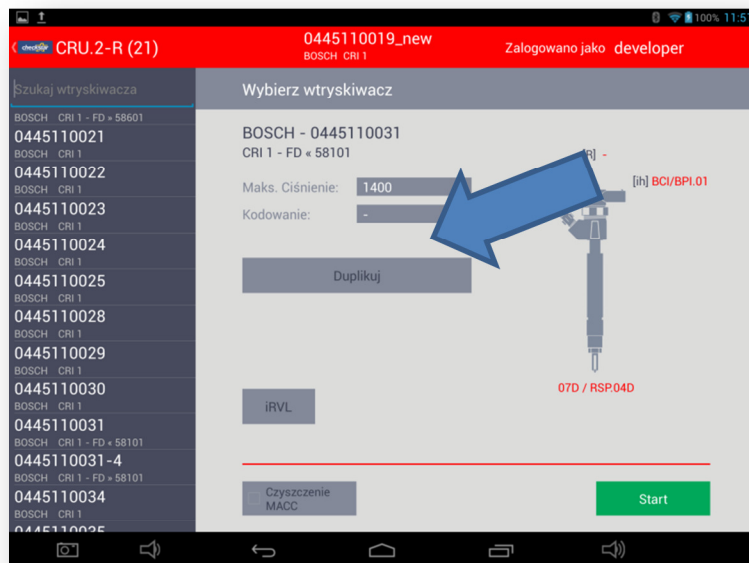 100% 11:5
checkup CRU.2-R (21)
0445110019_new
BOSCH CRI 1
Zalogowano jako developer
Szukaj wtryskiwacza
Wybierz wtryskiwacz
BOSCH CRI 1 - FD » 58601
0445110021
BOSCH CRI 1
0445110022
BOSCH CRI 1
0445110023
BOSCH CRI 1
0445110024
BOSCH CRI 1
0445110025
BOSCH CRI 1
0445110028
BOSCH CRI 1
0445110029
BOSCH CRI 1
0445110030
BOSCH CRI 1
0445110031
BOSCH CRI 1 - FD « 58101
0445110031-4
BOSCH CRI 1 - FD » 58101
0445110034
BOSCH CRI 1
BOSCH - 0445110031
CRI 1 - FD « 58101
Maks. Ciśnienie: 1400
Kodowanie: -
Duplikuj
iRVL
Czyszczenie
MACC
[ih] BCI/BPI.01
07D / RSP.04D
Start